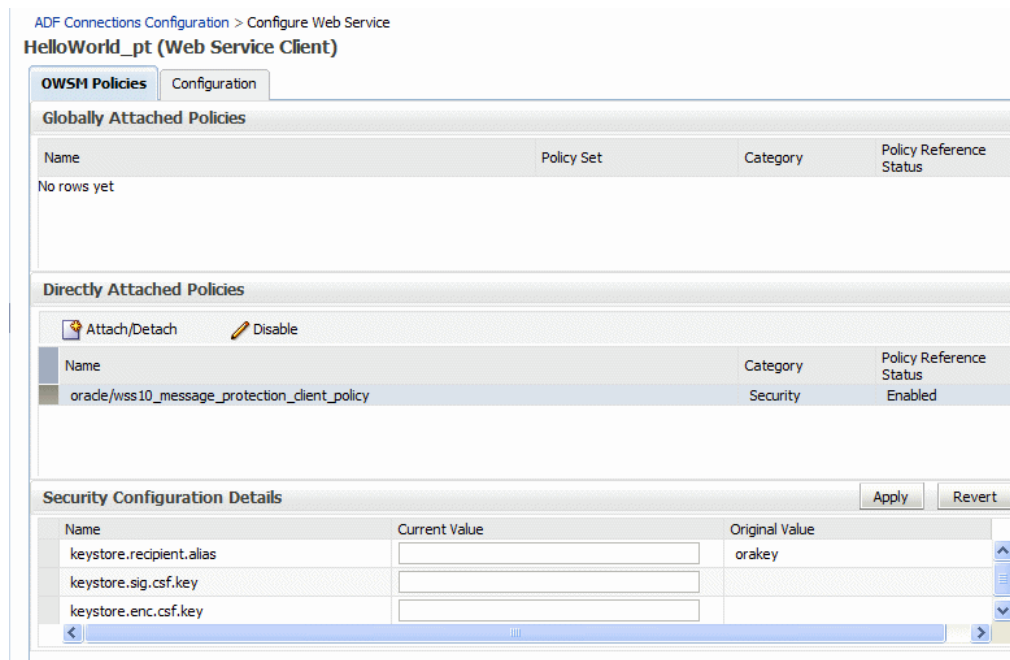 ADF Connections Configuration > Configure Web Service
HelloWorld_pt (Web Service Client)
OWSM Policies Configuration
Globally Attached Policies
Name Policy Set Category Policy Reference Status
No rows yet
Directly Attached Policies
Attach/Detach Disable
Name Category Policy Reference Status
oracle/wss10_message_protection_client_policy Security Enabled
Security Configuration Details Apply Revert
Name Current Value Original Value
keystore.recipient.alias orakey
keystore.sig.csf.key
keystore.enc.csf.key